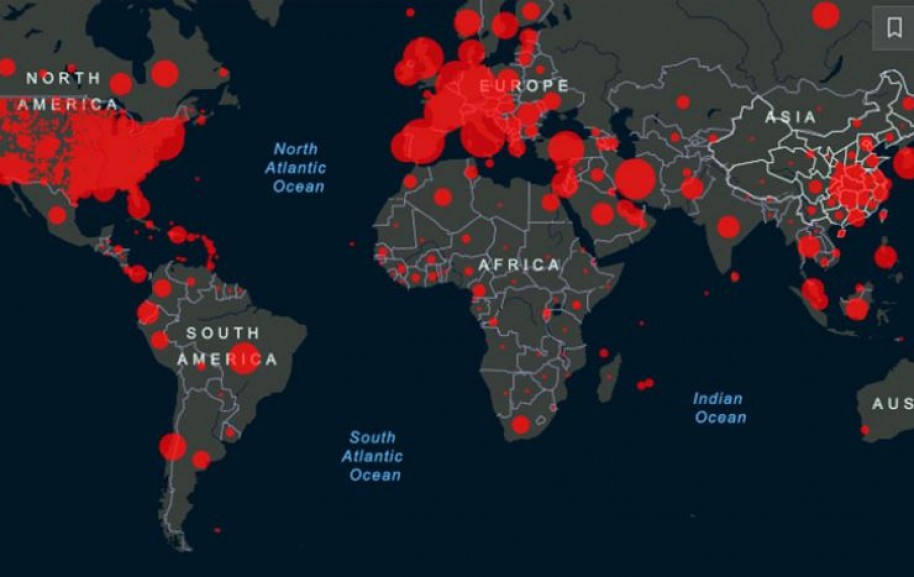 NORTH
AMERICA
EUROPE
ASIA
North
Atlantic
Ocean
AFRICA
SOUTH
AMERICA
Indian
Ocean
AUS
South
Atlantic
Ocean